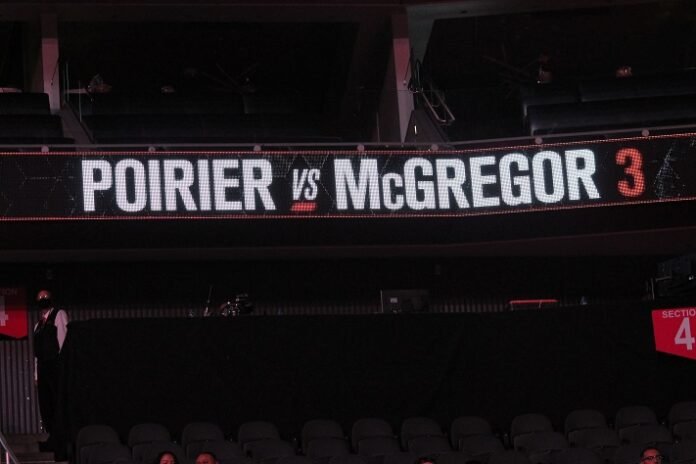 POIRIER VS McGREGOR 3
SECTION
4